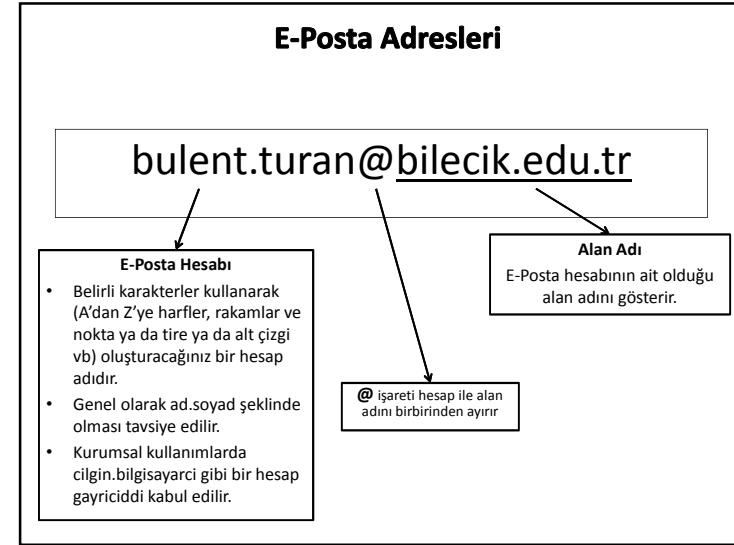 E-Posta Adresleri
bulent.turan@bilecik.edu.tr
E-Posta Hesabı
• Belirli karakterler kullanarak
(A’dan Z’ye harfler, rakamlar ve
nokta ya da tire ya da alt çizgi
vb) oluşturacağınız bir hesap
adıdır.
• Genel olarak ad.soyad şeklinde
olması tavsiye edilir.
• Kurumsal kullanımlarda
cilgin.bilgisayarci gibi bir hesap
gayriciddi kabul edilir.
@ işareti hesap ile alan
adını birbirinden ayırır
Alan Adı
E-Posta hesabının ait olduğu
alan adını gösterir.